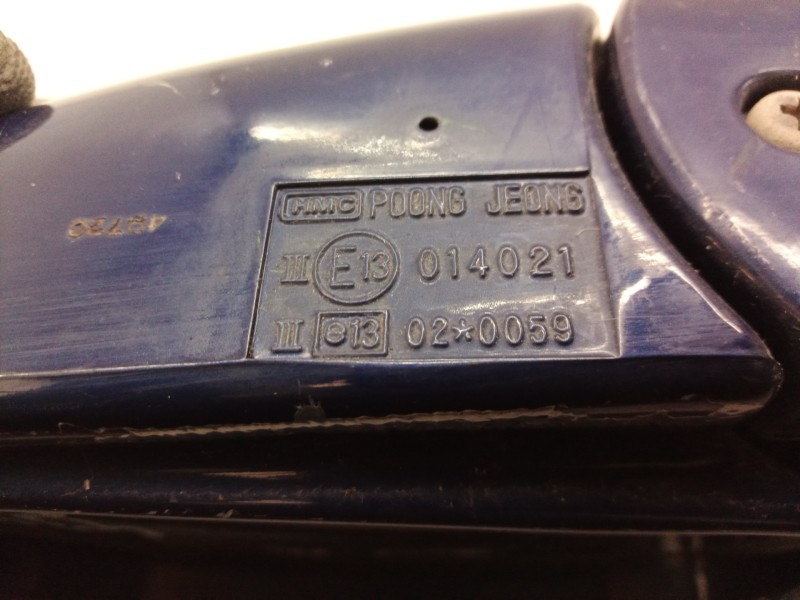 HMC POONG JEONG
III E13 014021
II e13 02*0059